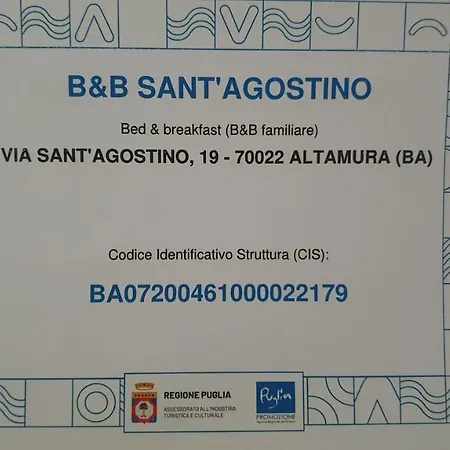 B&B SANT'AGOSTINO
Bed & breakfast (B&B familiare)
VIA SANT'AGOSTINO, 19 - 70022 ALTAMURA (BA)
Codice Identificativo Struttura (CIS):
BA07200461000022179
REGIONE PUGLIA
ASSESSORATO ALL'INDUSTRIA
TURISTICA E CULTURALE
Puglia
PROMOZIONE